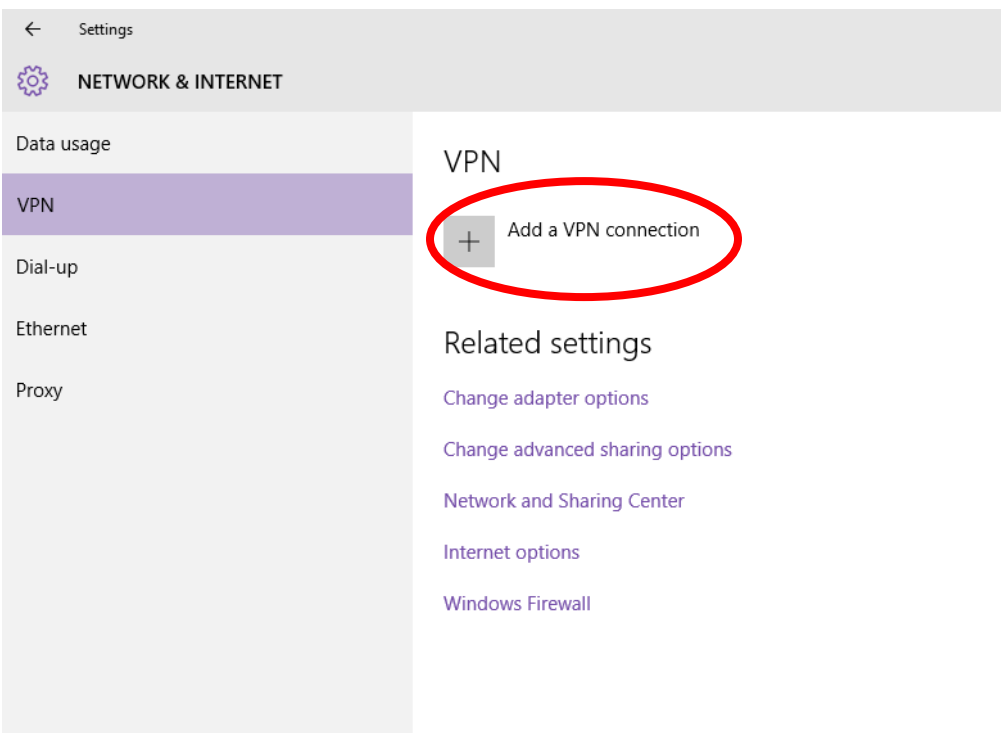 Settings
NETWORK & INTERNET
Data usage
VPN
Dial-up
Ethernet
Proxy
VPN
Add a VPN connection
Related settings
Change adapter options
Change advanced sharing options
Network and Sharing Center
Internet options
Windows Firewall